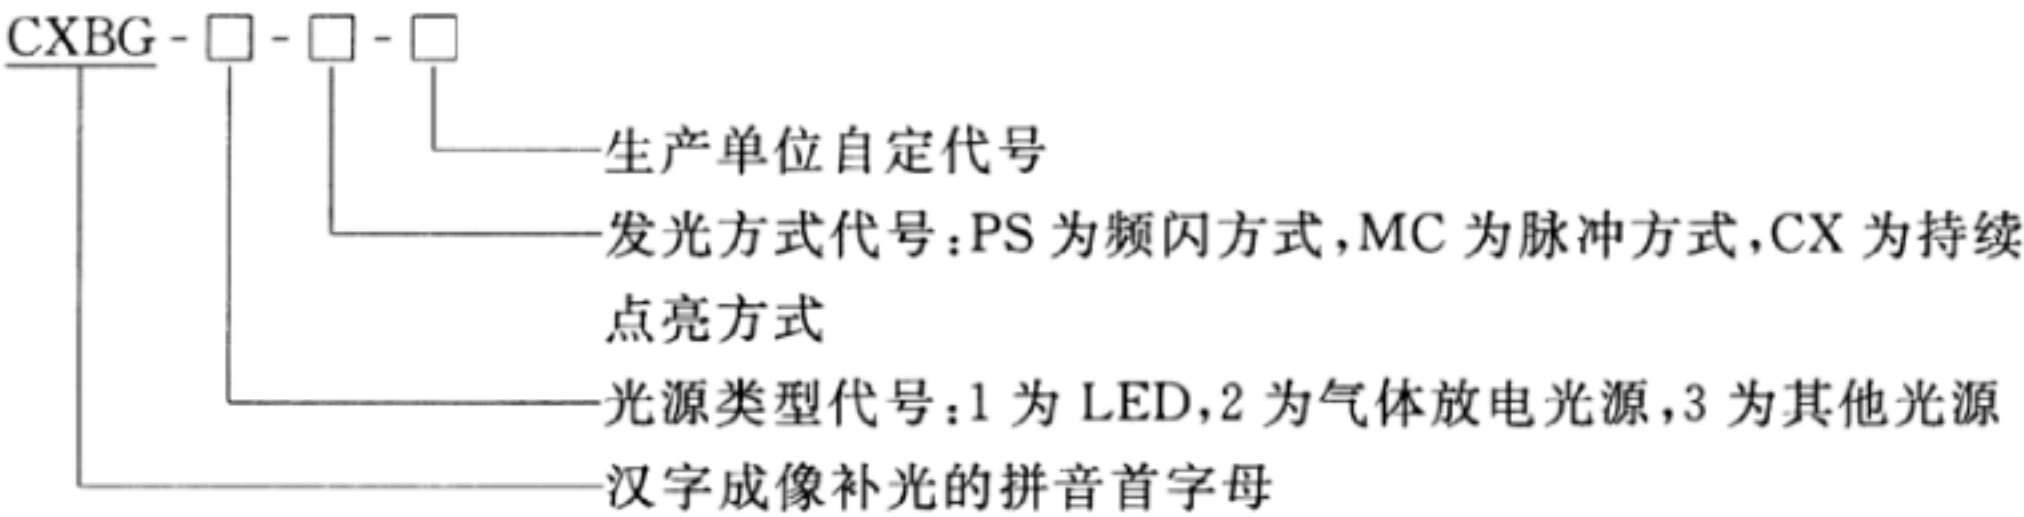 CXBG-□-□-□
生产单位自定代号
发光方式代号:PS 为频闪方式,MC 为脉冲方式,CX 为持续
点亮方式
光源类型代号:1 为 LED,2 为气体放电光源,3 为其他光源
汉字成像补光的拼音首字母